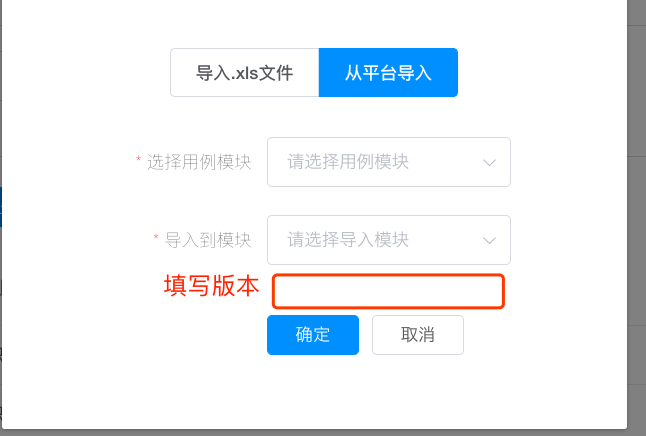 导入.xls文件 从平台导入
* 选择用例模块 请选择用例模块
* 导入到模块 请选择导入模块
填写版本
确定 取消